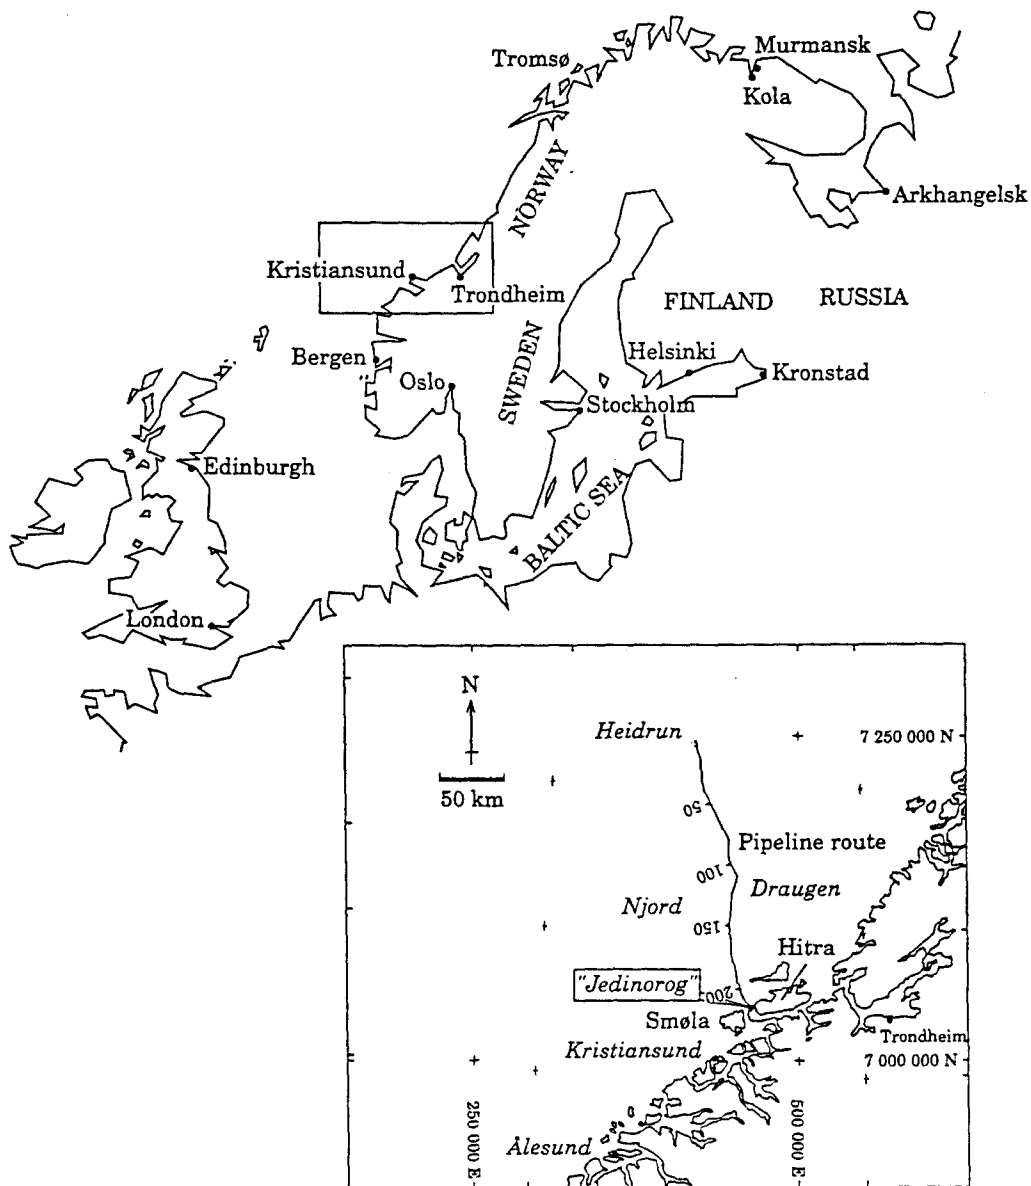 Tromsø
Murmansk
Kola
NORWAY
Arkhangelsk
Kristiansund
Trondheim
FINLAND
RUSSIA
SWEDEN
Bergen
Helsinki
Oslo
Kronstad
Stockholm
Edinburgh
BALTIC SEA
London
N
50 km
Heidrun
7 250 000 N
50
Pipeline route
100
Draugen
Njord
150
Hitra
"Jedinorog"
200
Smøla
Trondheim
Kristiansund
7 000 000 N
250 000 E
500 000 E
Ålesund